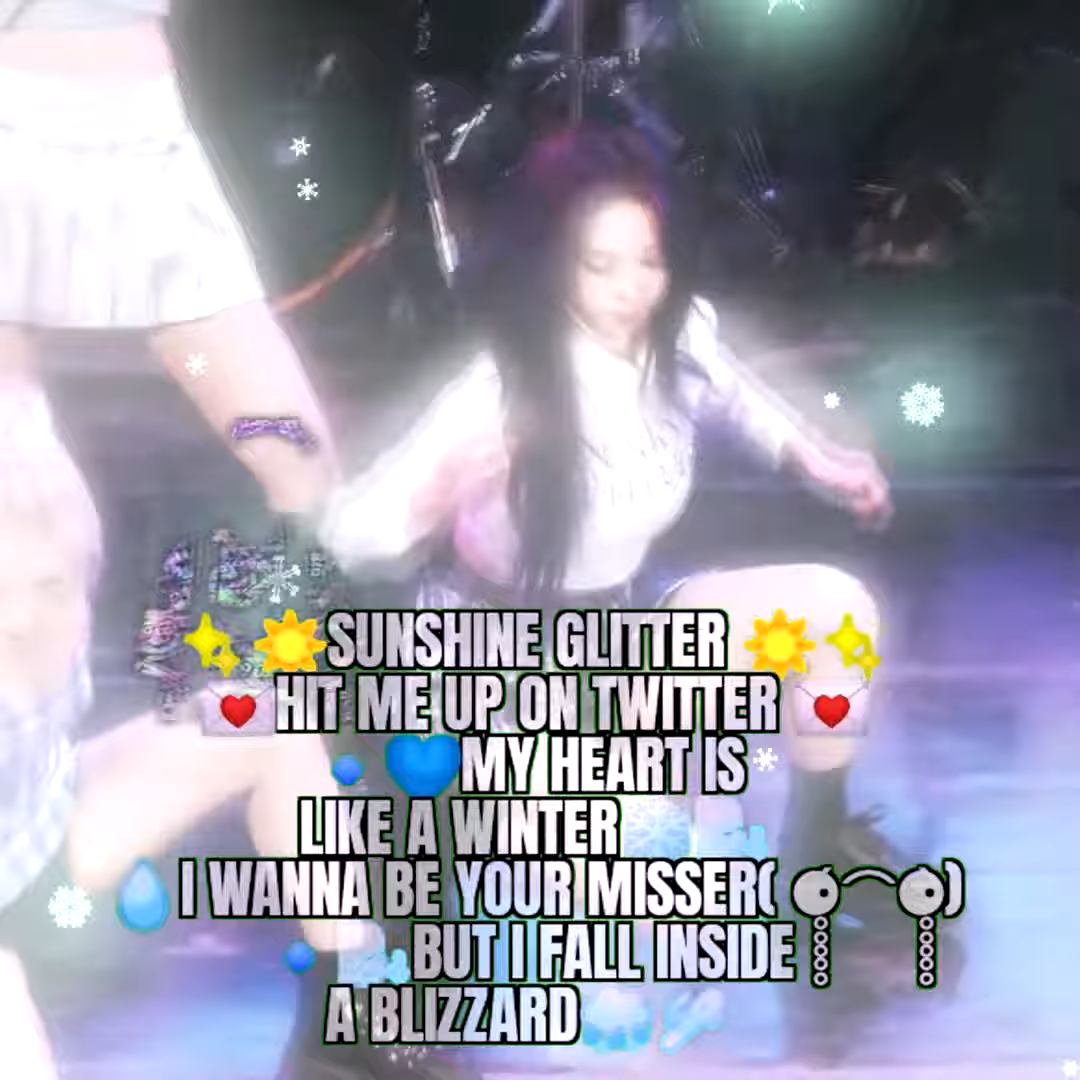 ✨ ☀️SUNSHINE GLITTER ☀️✨
💌HIT ME UP ON TWITTER 💌
💙MY HEART IS
LIKE A WINTER❄️🌬️
💧I WANNA BE YOUR MISSER( ఠ⌢ఠ)
🌬️BUT I FALL INSIDE
A BLIZZARD